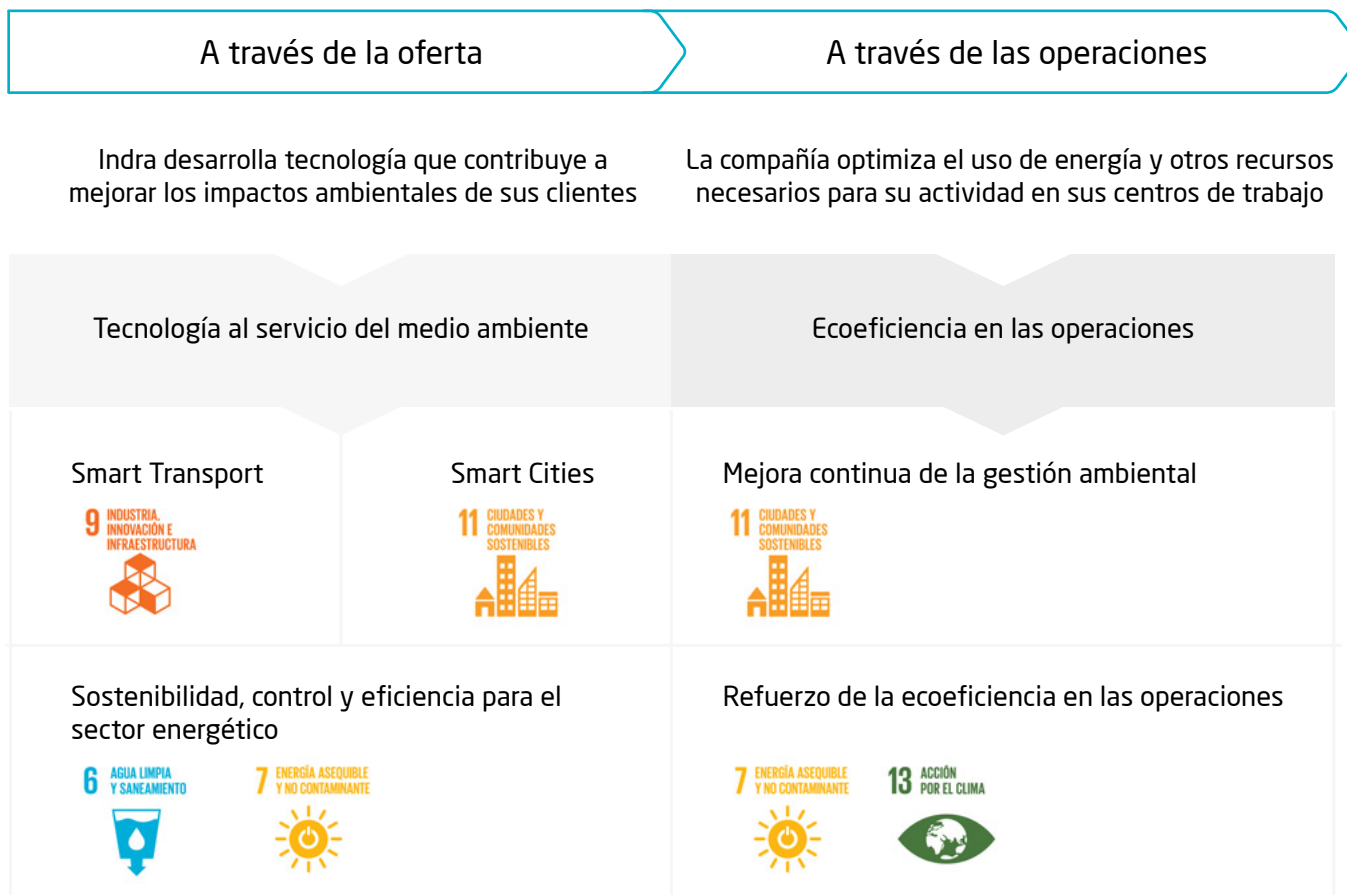 A través de la oferta
A través de las operaciones
Indra desarrolla tecnología que contribuye a
mejorar los impactos ambientales de sus clientes
La compañía optimiza el uso de energía y otros recursos
necesarios para su actividad en sus centros de trabajo
Tecnología al servicio del medio ambiente
Ecoeficiencia en las operaciones
Smart Transport
9 INDUSTRIA,
INNOVACIÓN E
INFRAESTRUCTURA
Smart Cities
11 CIUDADES Y
COMUNIDADES
SOSTENIBLES
Mejora continua de la gestión ambiental
11 CIUDADES Y
COMUNIDADES
SOSTENIBLES
Sostenibilidad, control y eficiencia para el
sector energético
6 AGUA LIMPIA
Y SANEAMIENTO
7 ENERGÍA ASEQUIBLE
Y NO CONTAMINANTE
Refuerzo de la ecoeficiencia en las operaciones
7 ENERGÍA ASEQUIBLE
Y NO CONTAMINANTE
13 ACCIÓN
POR EL CLIMA